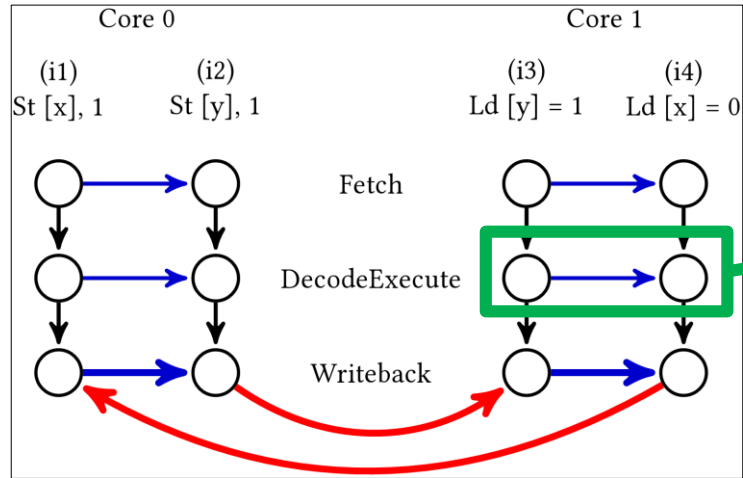 Core 0 Core 1
(i1) (i2) (i3) (i4)
St [x], 1 St [y], 1 Ld [y] = 1 Ld [x] = 0
Fetch
DecodeExecute
Writeback